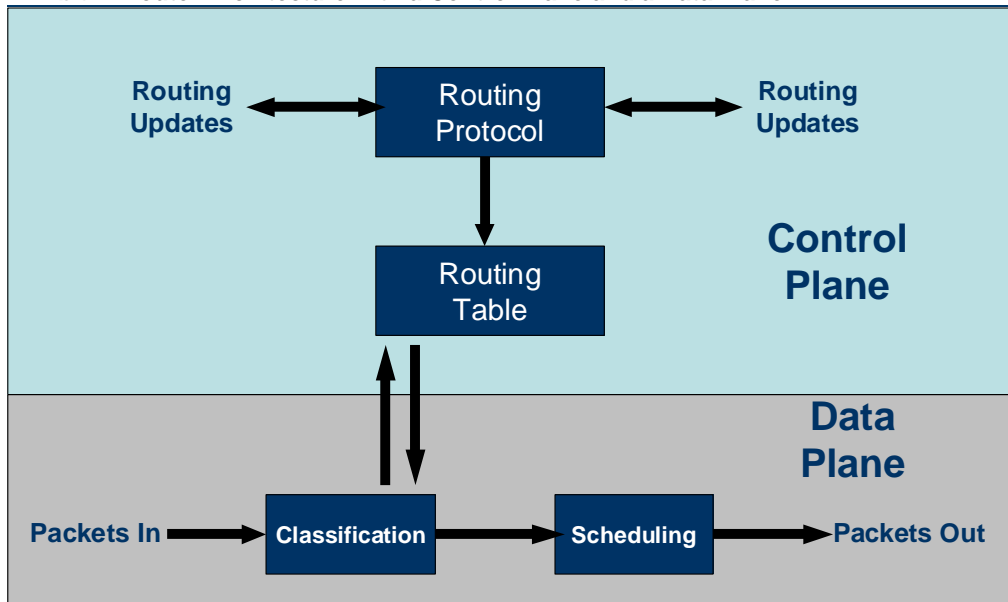 Routing
Updates
Routing
Protocol
Routing
Updates
Control
Plane
Routing
Table
Data
Plane
Packets In
Classification
Scheduling
Packets Out